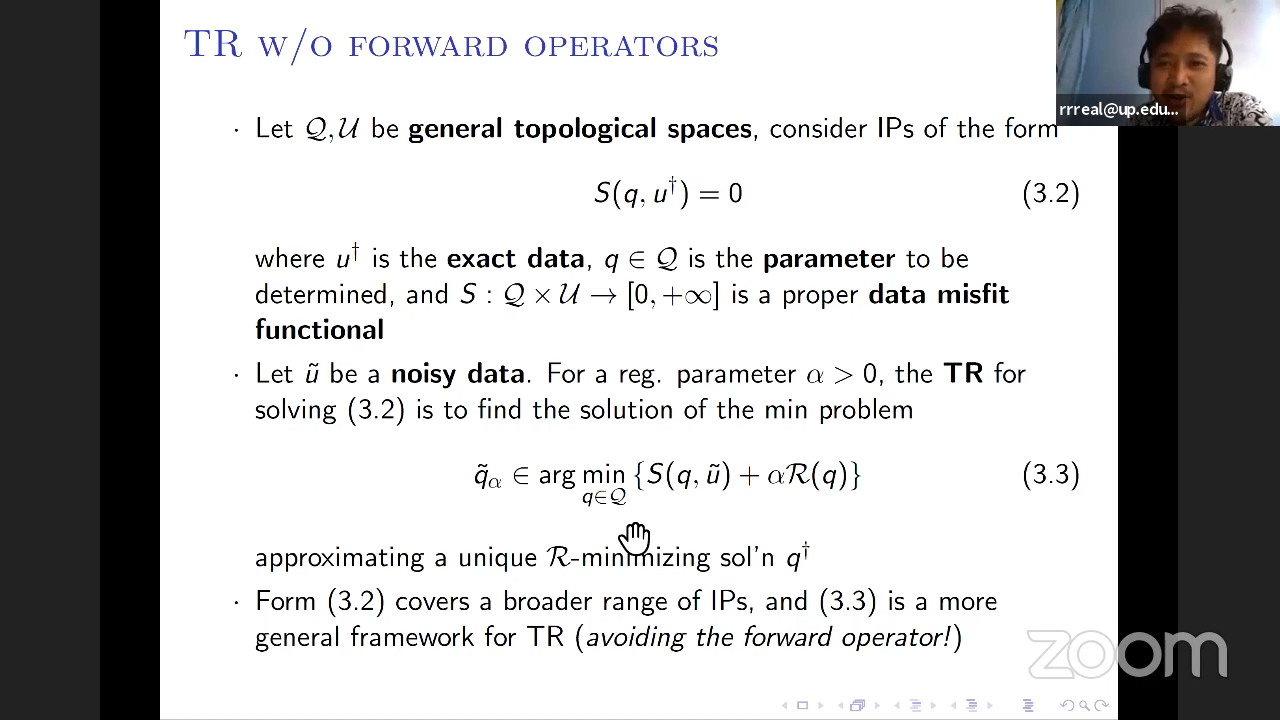 TR W/O FORWARD OPERATORS
rrreal@up.edu...
· Let 𝒬, 𝒰 be general topological spaces, consider IPs of the form
S(q, u†) = 0 (3.2)
where u† is the exact data, q ∈ 𝒬 is the parameter to be
determined, and S : 𝒬 × 𝒰 → [0, +∞] is a proper data misfit
functional
· Let ũ be a noisy data. For a reg. parameter α > 0, the TR for
solving (3.2) is to find the solution of the min problem
q̃α ∈ arg min {S(q, ũ) + αℛ(q)} (3.3)
q∈𝒬
approximating a unique ℛ-minimizing sol'n q†
· Form (3.2) covers a broader range of IPs, and (3.3) is a more
general framework for TR (avoiding the forward operator!)
zoom